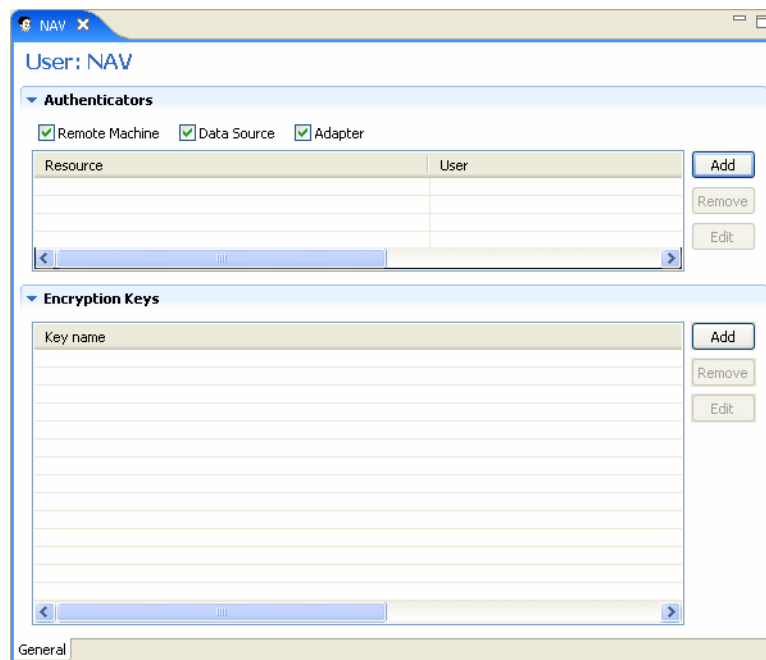 NAV
User: NAV
Authenticators
Remote Machine Data Source Adapter
Resource User
Add
Remove
Edit
Encryption Keys
Key name
Add
Remove
Edit
General